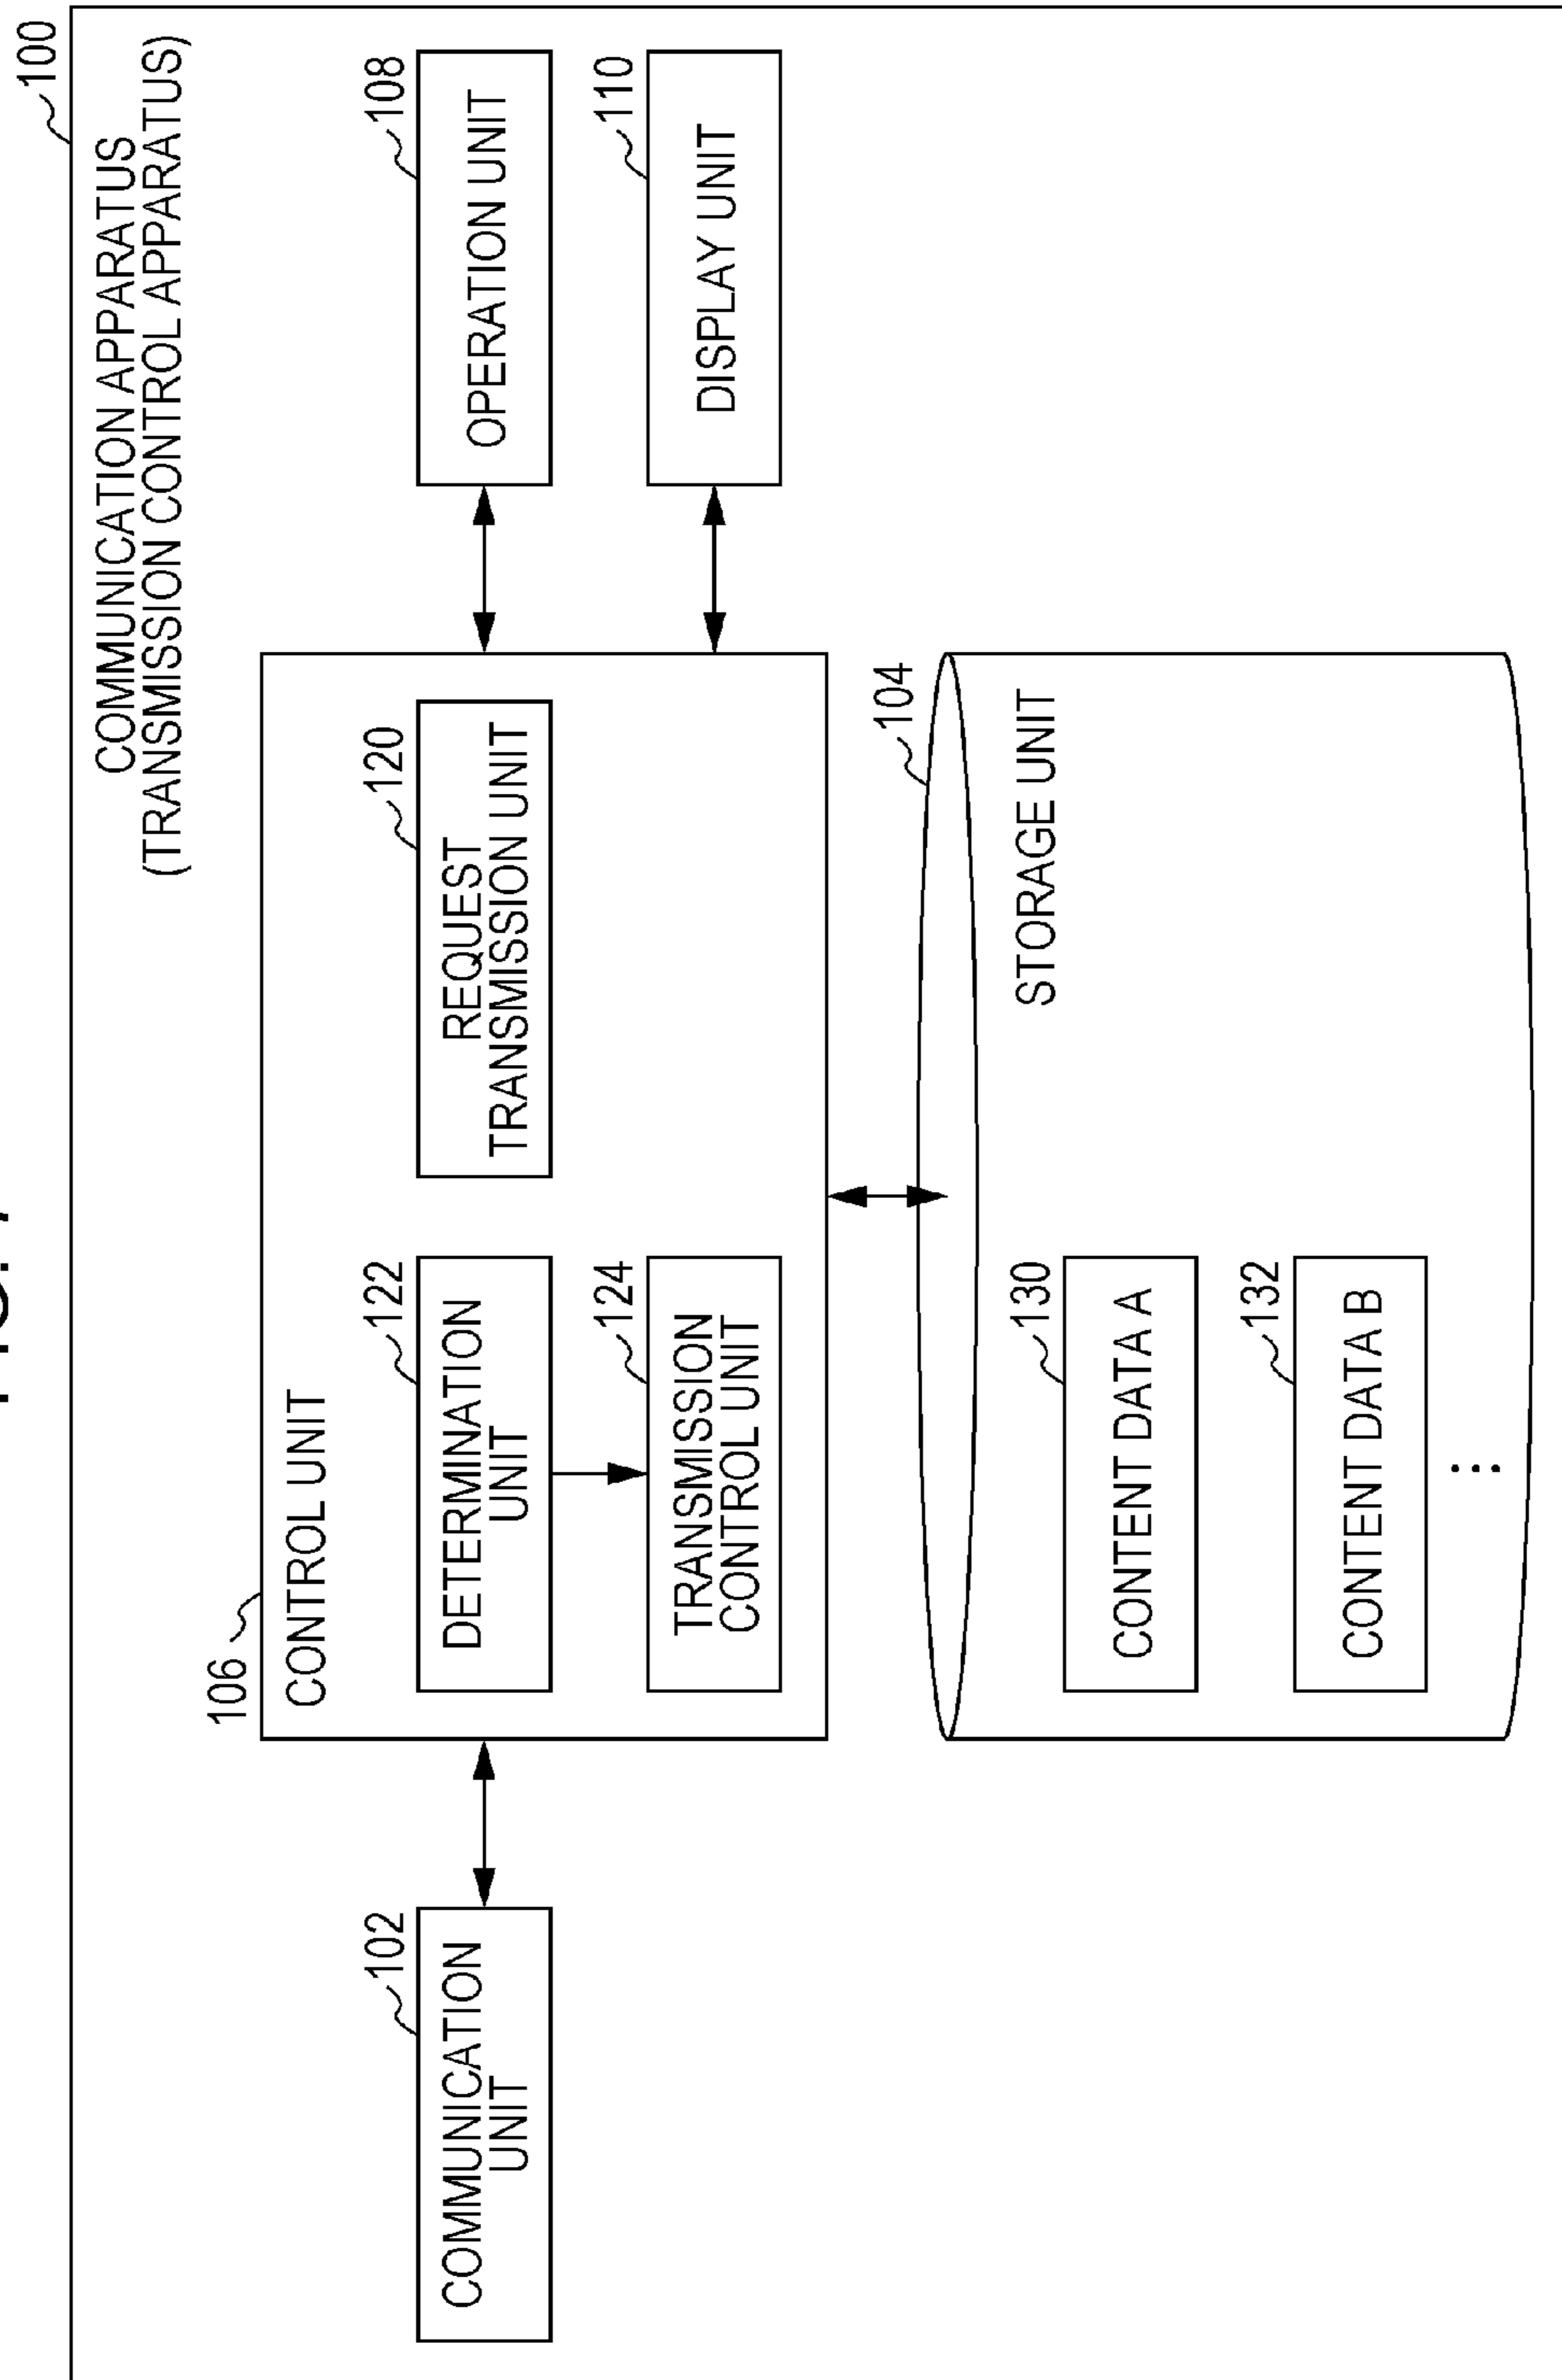 100
COMMUNICATION APPARATUS
(TRANSMISSION CONTROL APPARATUS)
106
CONTROL UNIT
102
COMMUNICATION
UNIT
122
DETERMINATION
UNIT
120
REQUEST
TRANSMISSION UNIT
108
OPERATION UNIT
124
TRANSMISSION
CONTROL UNIT
110
DISPLAY UNIT
104
STORAGE UNIT
130
CONTENT DATA A
132
CONTENT DATA B
...